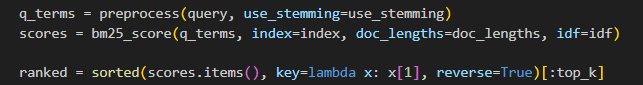 q_terms = preprocess(query, use_stemming=use_stemming)
scores = bm25_score(q_terms, index=index, doc_lengths=doc_lengths, idf=idf)
ranked = sorted(scores.items(), key=lambda x: x[1], reverse=True)[:top_k]